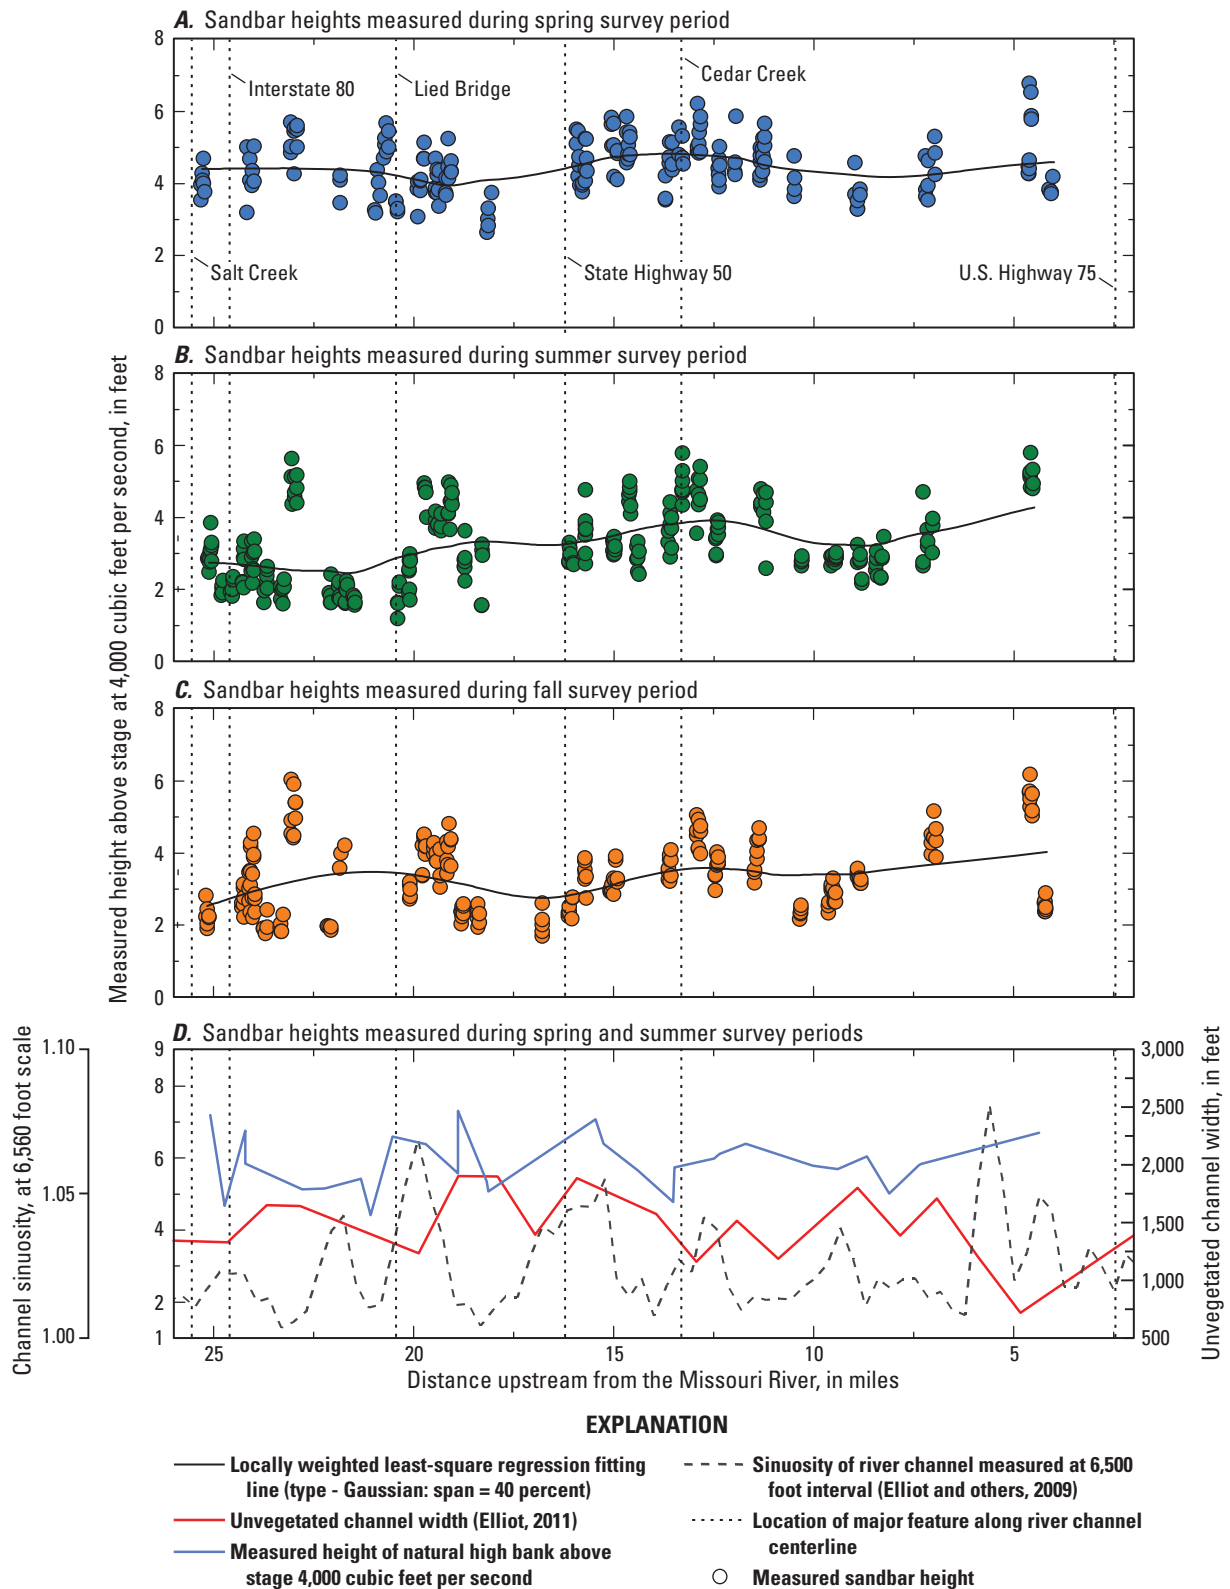 A. Sandbar heights measured during spring survey period
8
6
4
2
0
Interstate 80
Lied Bridge
Cedar Creek
Salt Creek
State Highway 50
U.S. Highway 75
B. Sandbar heights measured during summer survey period
8
6
4
2
0
Measured height above stage at 4,000 cubic feet per second, in feet
C. Sandbar heights measured during fall survey period
8
6
4
2
0
D. Sandbar heights measured during spring and summer survey periods
Channel sinuosity, at 6,560 foot scale
1.10
1.05
1.00
9
8
6
4
2
1
3,000
2,500
2,000
1,500
1,000
500
Unvegetated channel width, in feet
25 20 15 10 5
Distance upstream from the Missouri River, in miles
EXPLANATION
Locally weighted least-square regression fitting
line (type - Gaussian: span = 40 percent)
Unvegetated channel width (Elliot, 2011)
Measured height of natural high bank above
stage 4,000 cubic feet per second
Sinuosity of river channel measured at 6,500
foot interval (Elliot and others, 2009)
Location of major feature along river channel
centerline
Measured sandbar height